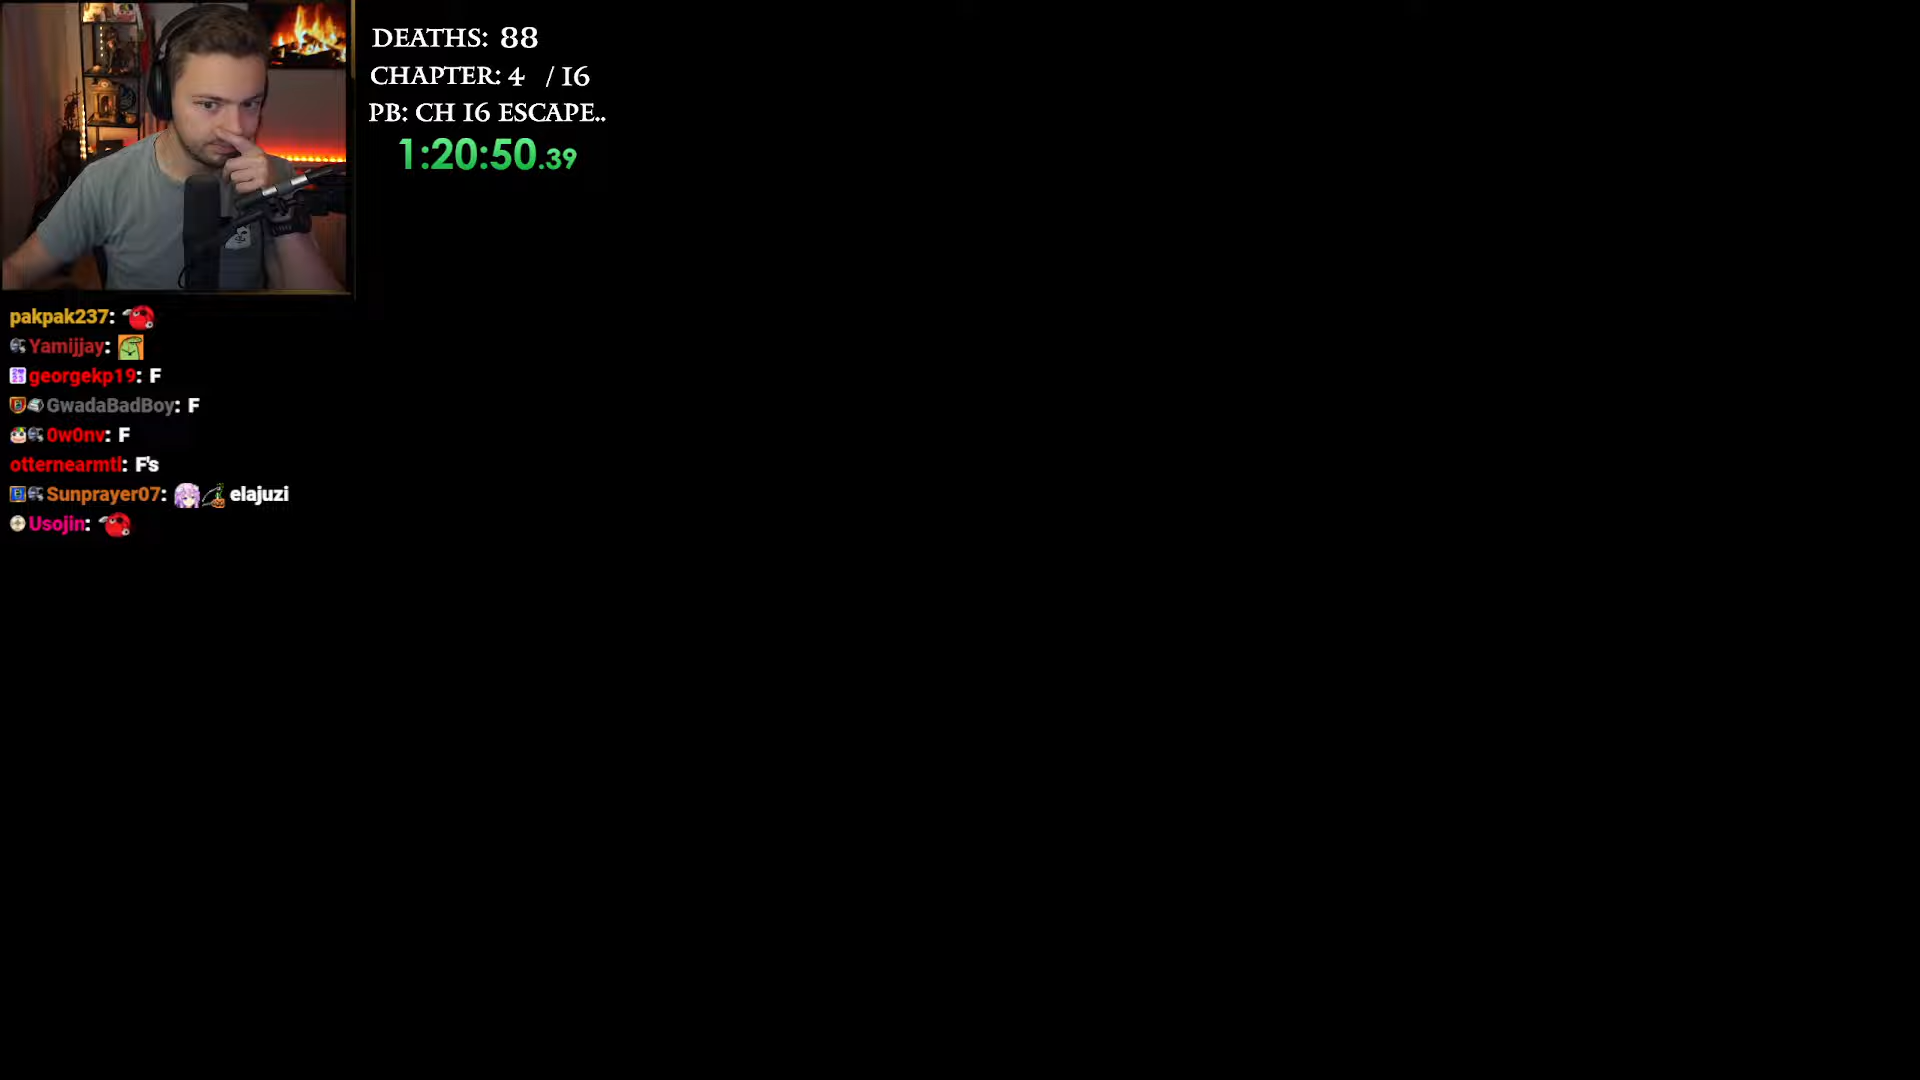 DEATHS: 88
CHAPTER: 4 / 16
PB: CH 16 ESCAPE..
1:20:50.39
pakpak237:
Yamijjay:
georgekp19: F
GwadaBadBoy: F
0w0nv: F
otternearmtl: F's
Sunprayer07: elajuzi
Usojin: